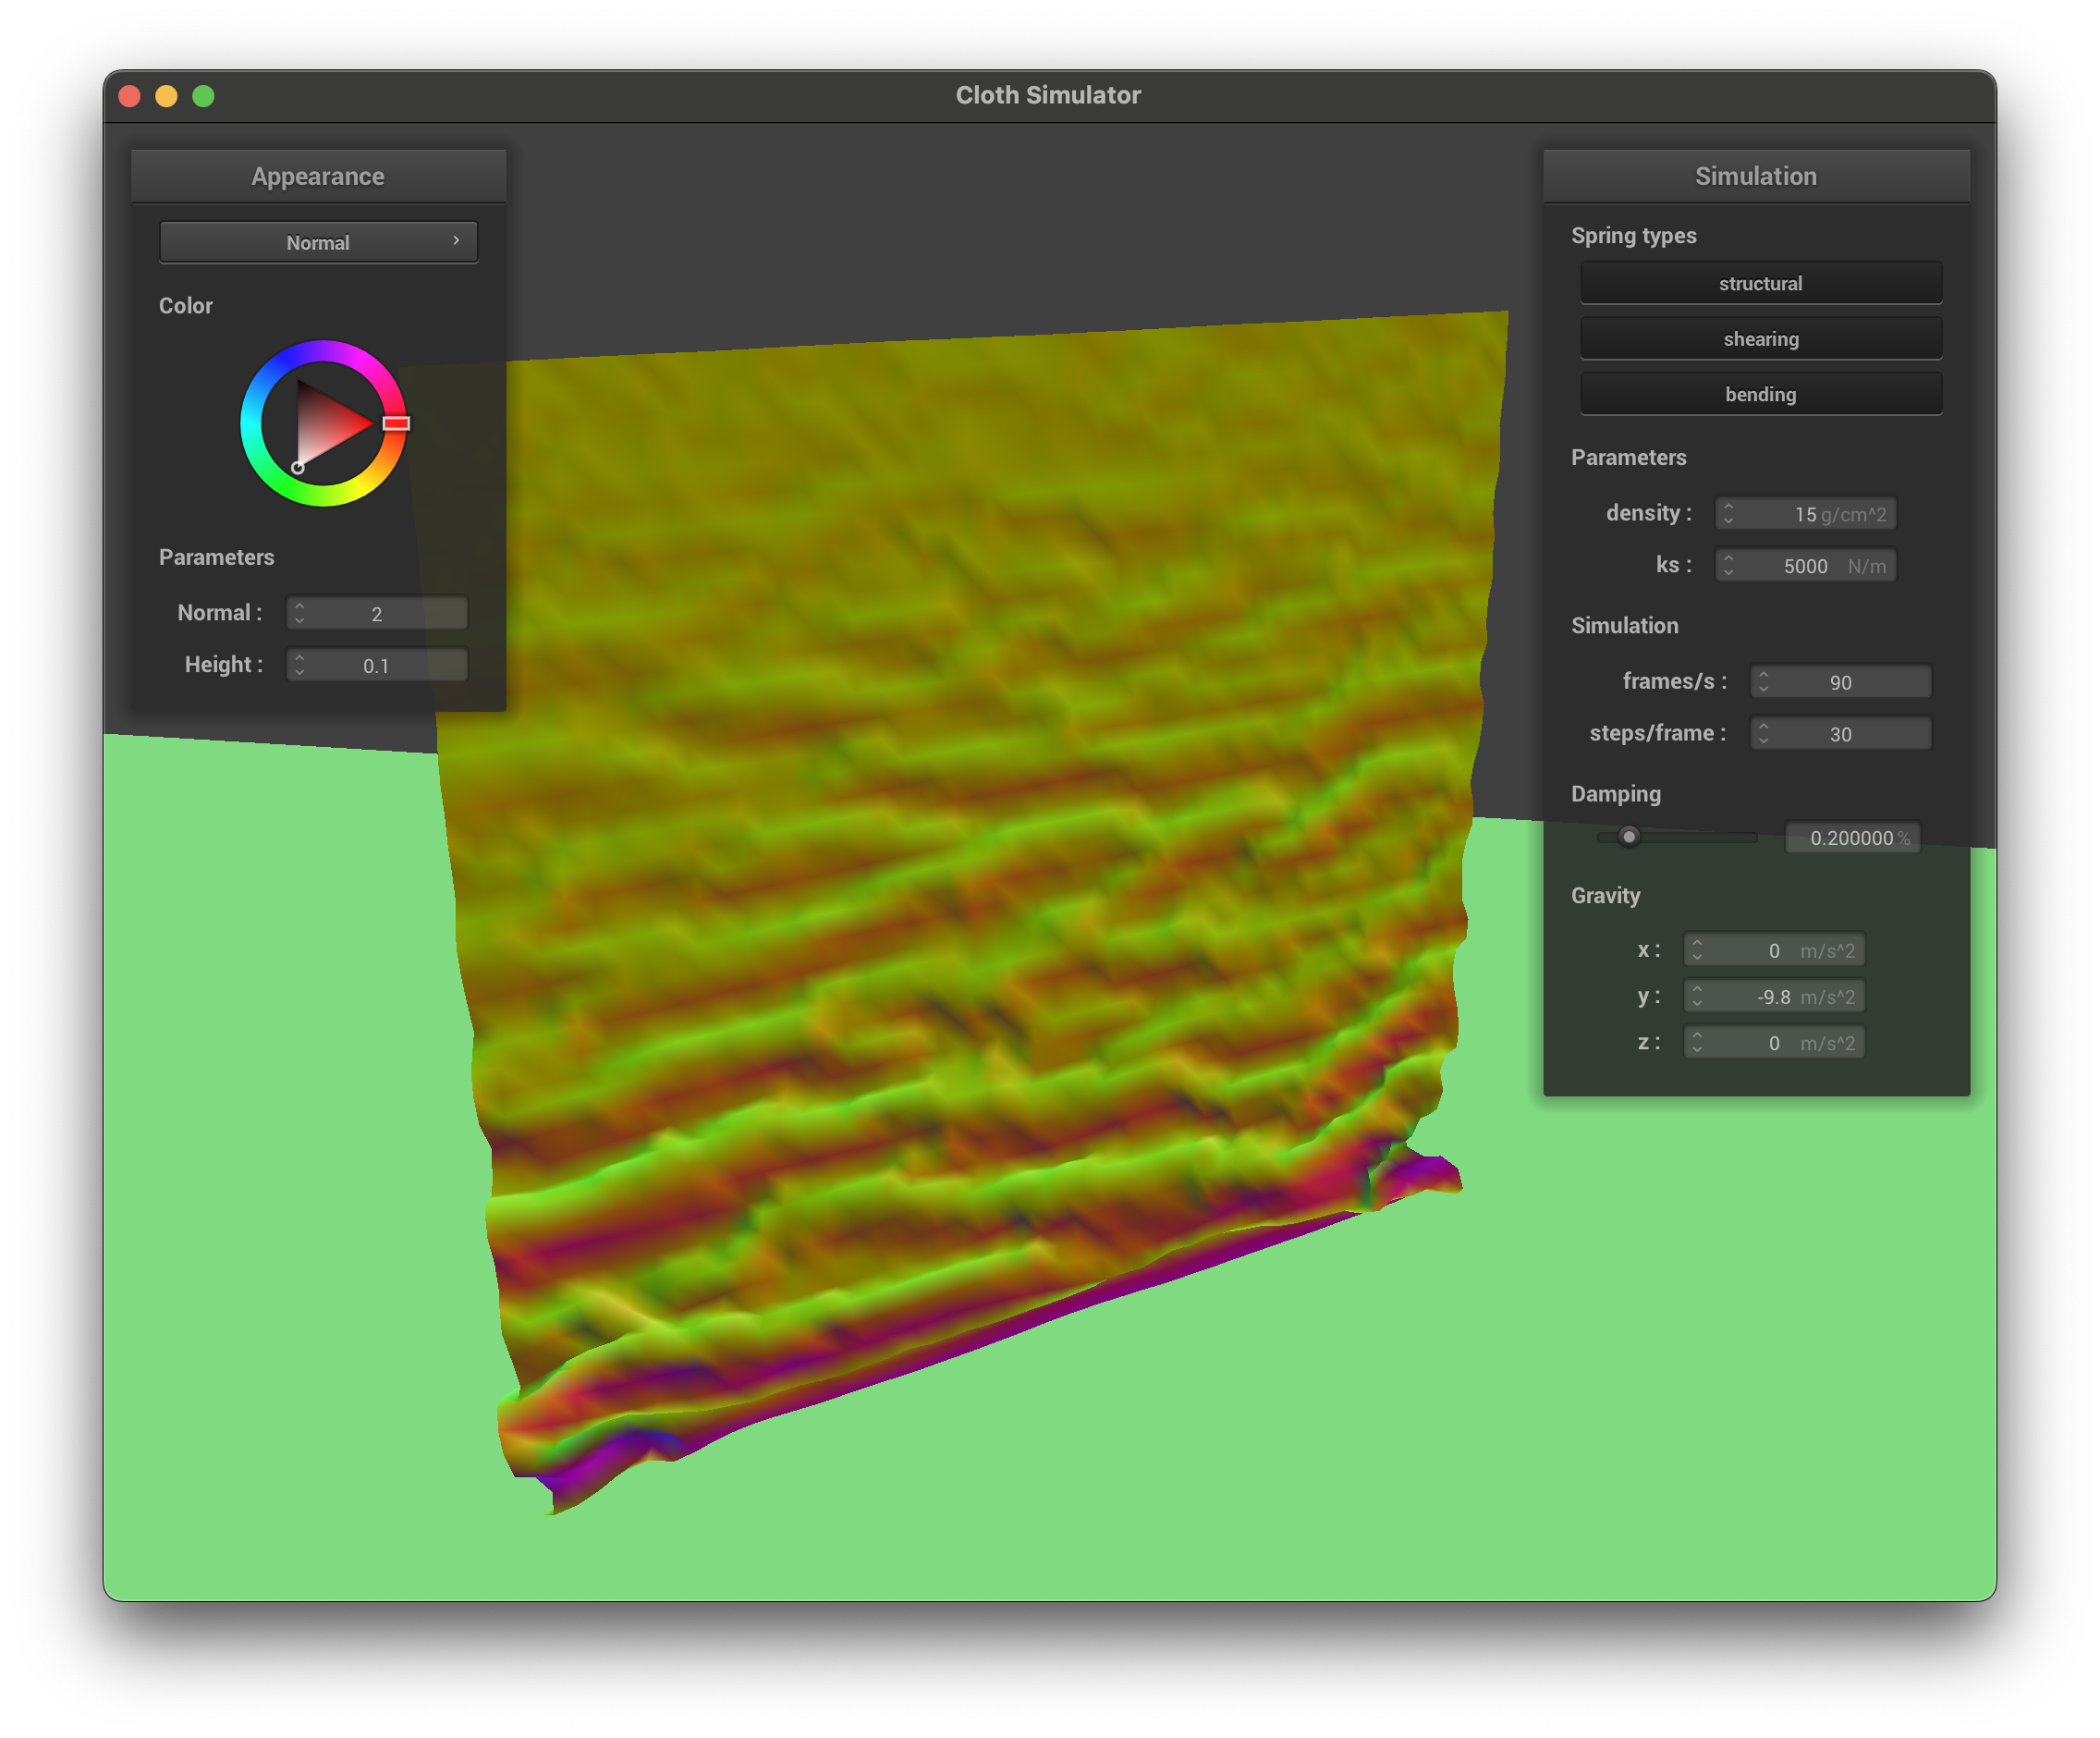 Cloth Simulator
Appearance
Normal
Color
Parameters
Normal : 2
Height : 0.1
Simulation
Spring types
structural
shearing
bending
Parameters
density : 15 g/cm^2
ks : 5000 N/m
Simulation
frames/s : 90
steps/frame : 30
Damping
0.200000 %
Gravity
x : 0 m/s^2
y : -9.8 m/s^2
z : 0 m/s^2